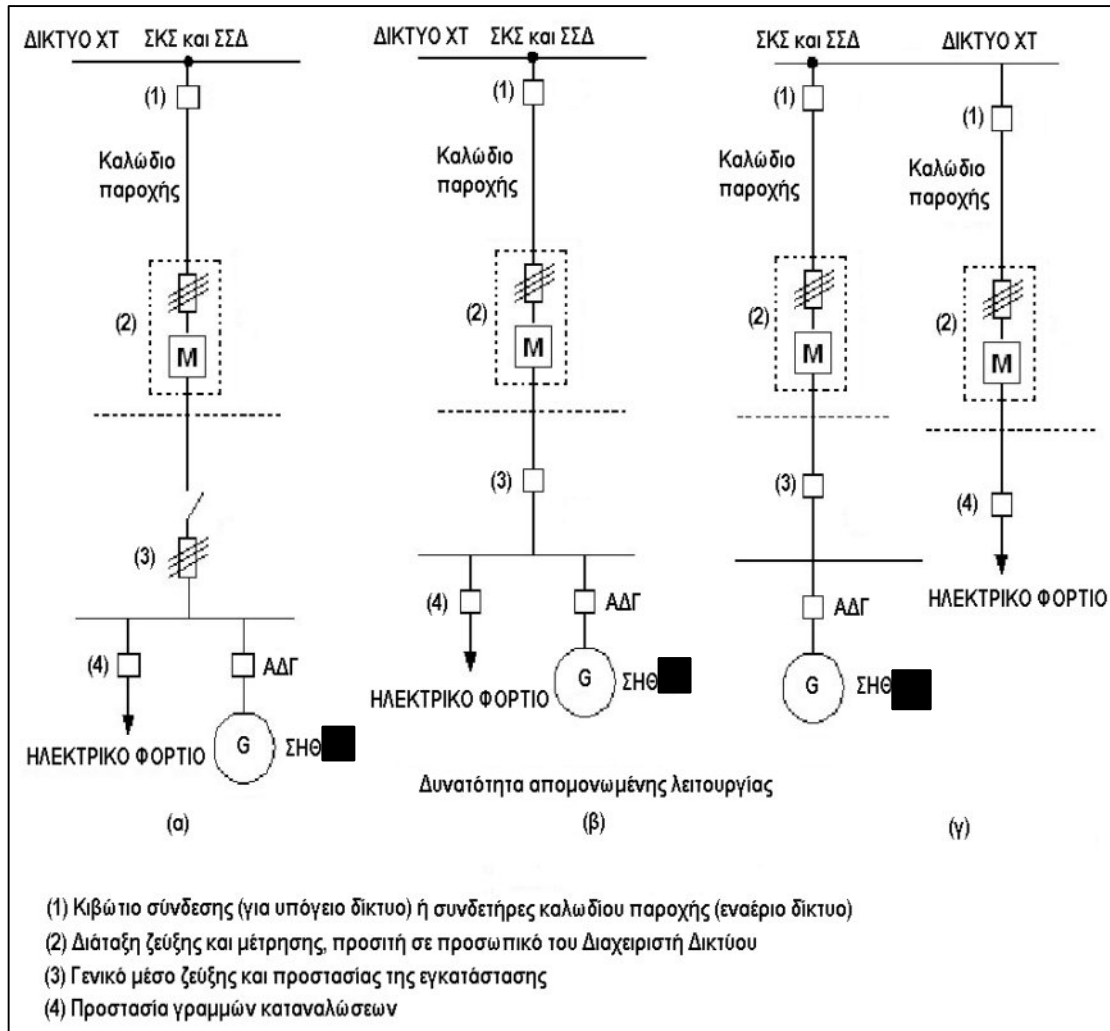 ΔΙΚΤΥΟ ΧΤ ΣΚΣ και ΣΣΔ
(1)
Καλώδιο
παροχής
(2)
M
(3)
(4)
ΑΔΓ
ΗΛΕΚΤΡΙΚΟ ΦΟΡΤΙΟ
G
ΣΗΘ
(α)
ΔΙΚΤΥΟ ΧΤ ΣΚΣ και ΣΣΔ
(1)
Καλώδιο
παροχής
(2)
M
(3)
(4)
ΑΔΓ
ΗΛΕΚΤΡΙΚΟ ΦΟΡΤΙΟ
G
ΣΗΘ
Δυνατότητα απομονωμένης λειτουργίας
(β)
ΣΚΣ και ΣΣΔ
ΔΙΚΤΥΟ ΧΤ
(1)
(1)
Καλώδιο
παροχής
Καλώδιο
παροχής
(2)
M
(2)
M
(3)
(4)
ΑΔΓ
ΗΛΕΚΤΡΙΚΟ ΦΟΡΤΙΟ
G
ΣΗΘ
(γ)
(1) Κιβώτιο σύνδεσης (για υπόγειο δίκτυο) ή συνδετήρες καλωδίου παροχής (εναέριο δίκτυο)
(2) Διάταξη ζεύξης και μέτρησης, προσιτή σε προσωπικό του Διαχειριστή Δικτύου
(3) Γενικό μέσο ζεύξης και προστασίας της εγκατάστασης
(4) Προστασία γραμμών καταναλώσεων